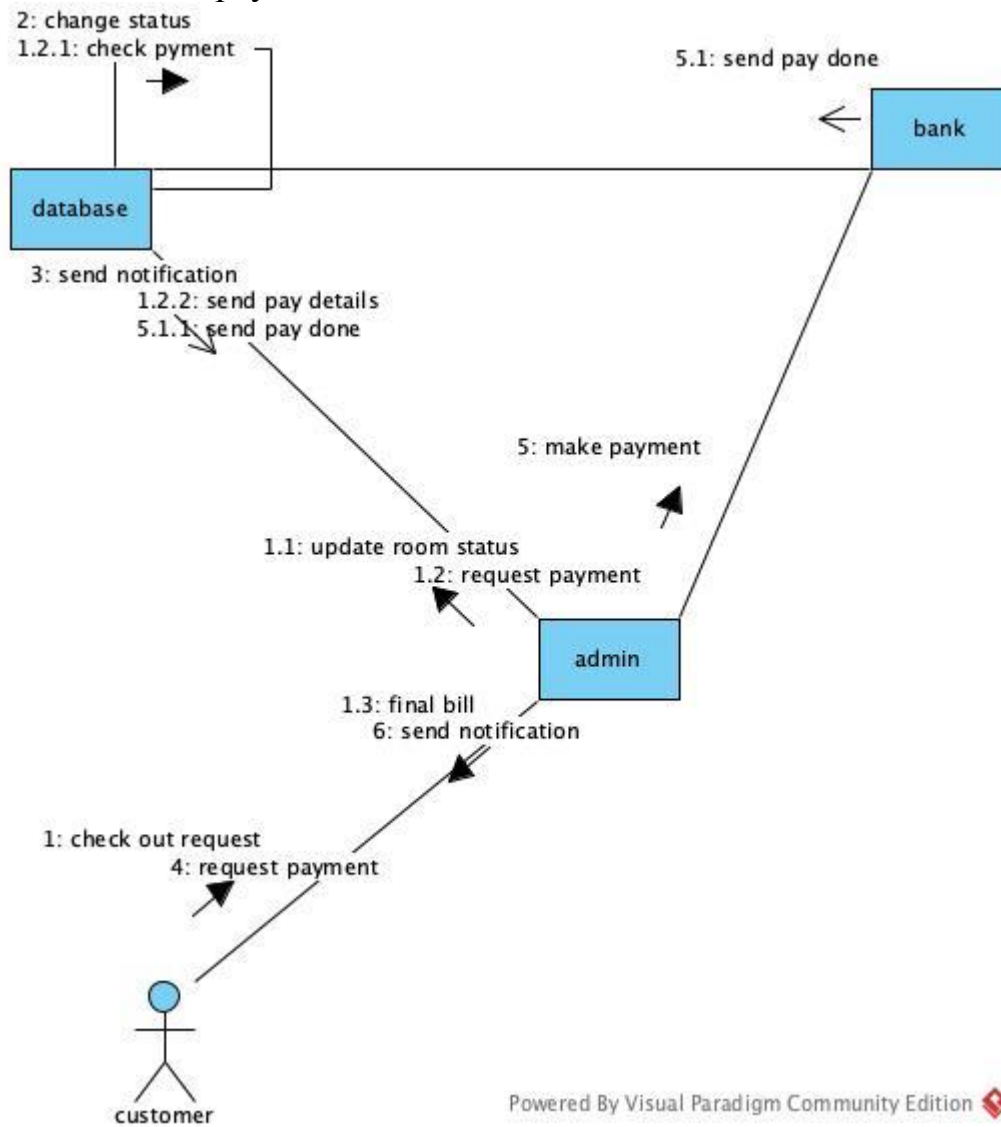 2: change status
1.2.1: check pyment
5.1: send pay done
bank
database
3: send notification
1.2.2: send pay details
5.1.1: send pay done
5: make payment
1.1: update room status
1.2: request payment
admin
1.3: final bill
6: send notification
1: check out request
4: request payment
customer
Powered By Visual Paradigm Community Edition